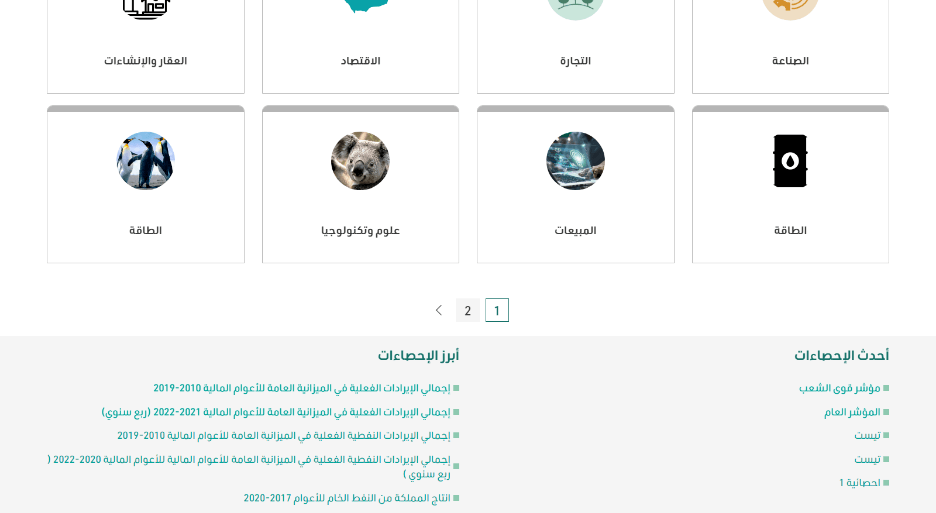 الصناعة
التجارة
الاقتصاد
العقار والإنشاءات
الطاقة
المبيعات
علوم وتكنولوجيا
الطاقة
1
2
أحدث الإحصاءات
مؤشر قوى الشعب
المؤشر العام
تيست
تيست
احصائية 1
أبرز الإحصاءات
إجمالي الإيرادات الفعلية في الميزانية العامة للأعوام المالية 2010-2019
إجمالي الإيرادات الفعلية في الميزانية العامة للأعوام المالية 2021-2022 (ربع سنوي)
إجمالي الإيرادات النفطية الفعلية في الميزانية العامة للأعوام المالية 2010-2019
إجمالي الإيرادات النفطية الفعلية في الميزانية العامة للأعوام المالية للأعوام المالية 2020-2022 (
ربع سنوي )
انتاج المملكة من النفط الخام للأعوام 2017-2020